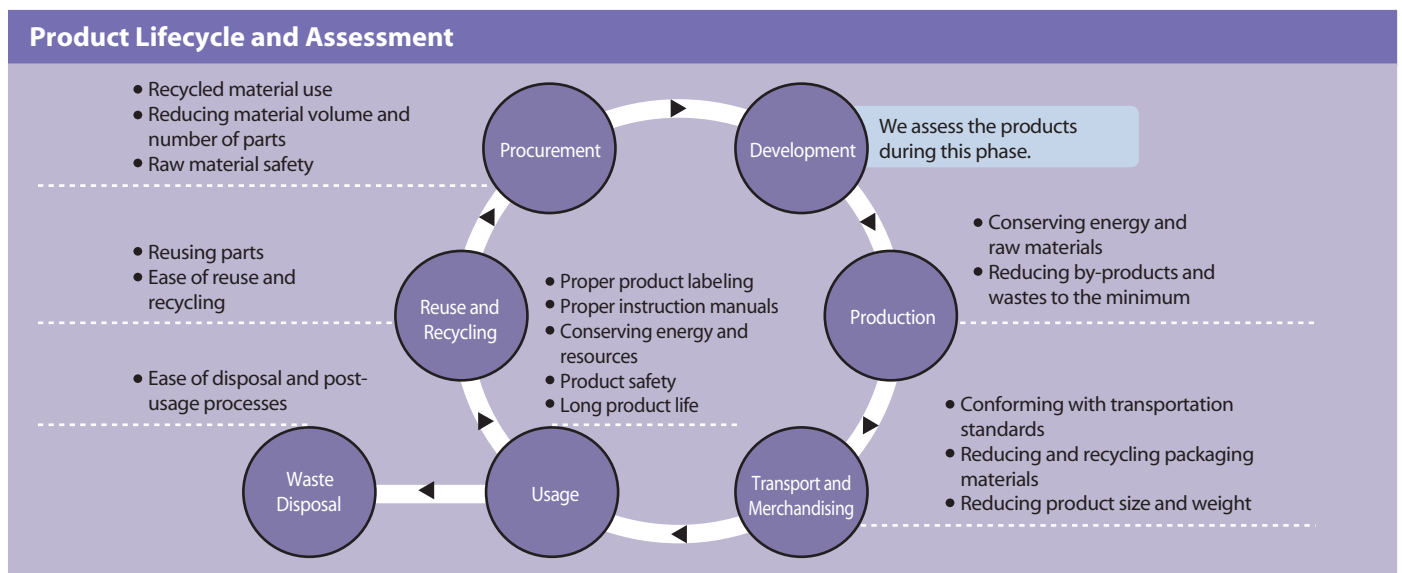 Product Lifecycle and Assessment
• Recycled material use
• Reducing material volume and
number of parts
• Raw material safety
Procurement
Development
We assess the products
during this phase.
• Reusing parts
• Ease of reuse and
recycling
Reuse and
Recycling
• Proper product labeling
• Proper instruction manuals
• Conserving energy and
resources
• Product safety
• Long product life
Production
• Conserving energy and
raw materials
• Reducing by-products and
wastes to the minimum
• Ease of disposal and post-
usage processes
Waste
Disposal
Usage
Transport and
Merchandising
• Conforming with transportation
standards
• Reducing and recycling packaging
materials
• Reducing product size and weight